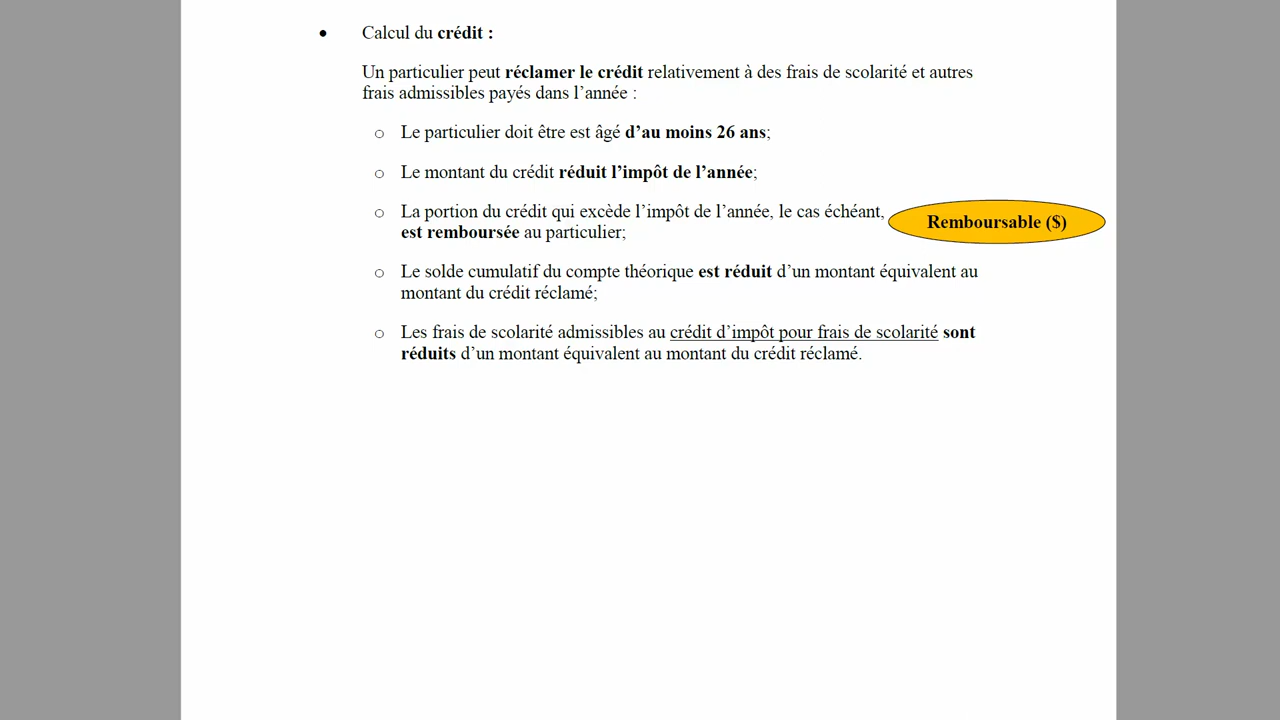 • Calcul du crédit :
Un particulier peut réclamer le crédit relativement à des frais de scolarité et autres
frais admissibles payés dans l’année :
o Le particulier doit être est âgé d’au moins 26 ans;
o Le montant du crédit réduit l’impôt de l’année;
o La portion du crédit qui excède l’impôt de l’année, le cas échéant,
est remboursée au particulier;
Remboursable ($)
o Le solde cumulatif du compte théorique est réduit d’un montant équivalent au
montant du crédit réclamé;
o Les frais de scolarité admissibles au crédit d’impôt pour frais de scolarité sont
réduits d’un montant équivalent au montant du crédit réclamé.